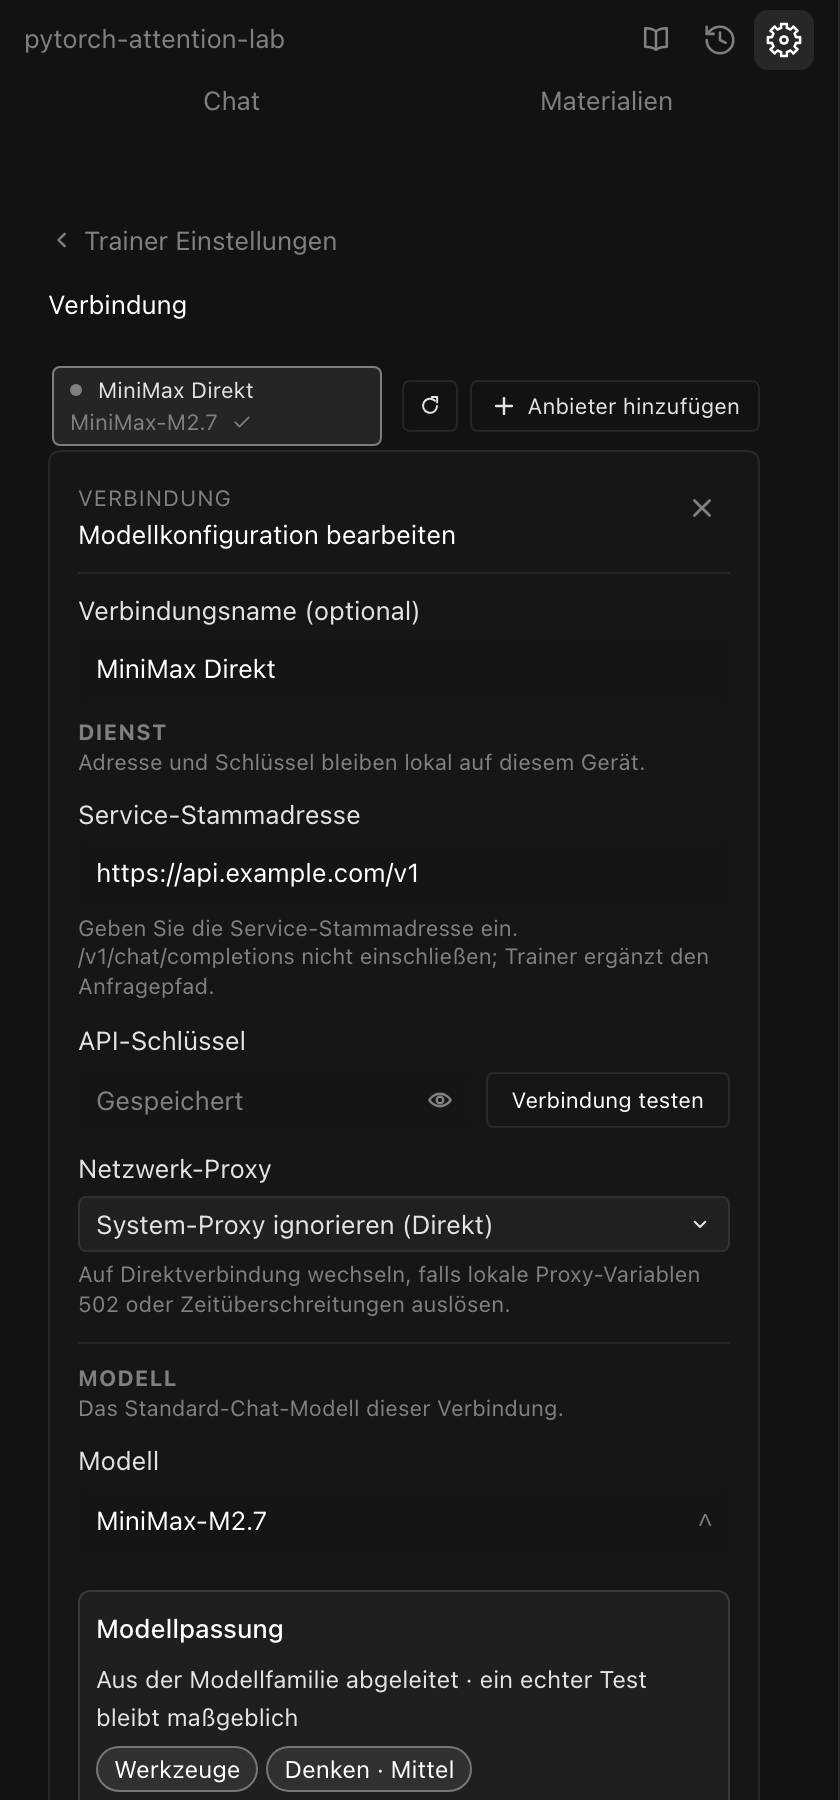 pytorch-attention-lab
Chat
Materialien
Trainer Einstellungen
Verbindung
MiniMax Direkt
MiniMax-M2.7 ✓
+ Anbieter hinzufügen
VERBINDUNG
Modellkonfiguration bearbeiten
Verbindungsname (optional)
MiniMax Direkt
DIENST
Adresse und Schlüssel bleiben lokal auf diesem Gerät.
Service-Stammadresse
https://api.example.com/v1
Geben Sie die Service-Stammadresse ein.
/v1/chat/completions nicht einschließen; Trainer ergänzt den
Anfragepfad.
API-Schlüssel
Gespeichert
Verbindung testen
Netzwerk-Proxy
System-Proxy ignorieren (Direkt)
Auf Direktverbindung wechseln, falls lokale Proxy-Variablen
502 oder Zeitüberschreitungen auslösen.
MODELL
Das Standard-Chat-Modell dieser Verbindung.
Modell
MiniMax-M2.7
Modellpassung
Aus der Modellfamilie abgeleitet · ein echter Test
bleibt maßgeblich
Werkzeuge
Denken · Mittel